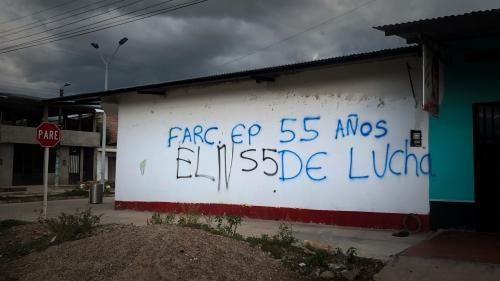 PARE
FARC. EP 55 AÑOS
ELN 55 DE LUCHA